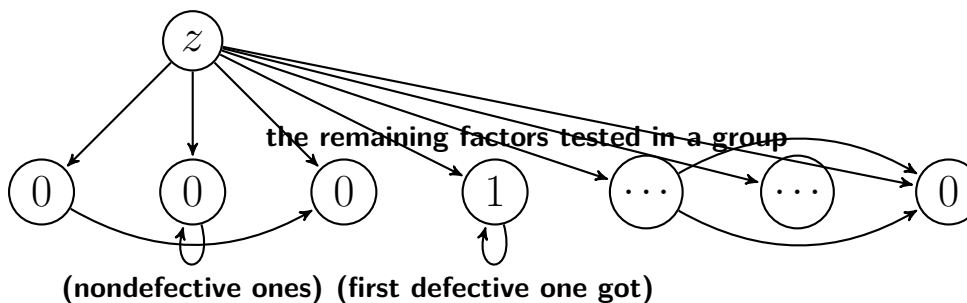 z
the remaining factors tested in a group
0 0 0 1 ... ... 0
(nondefective ones) (first defective one got)